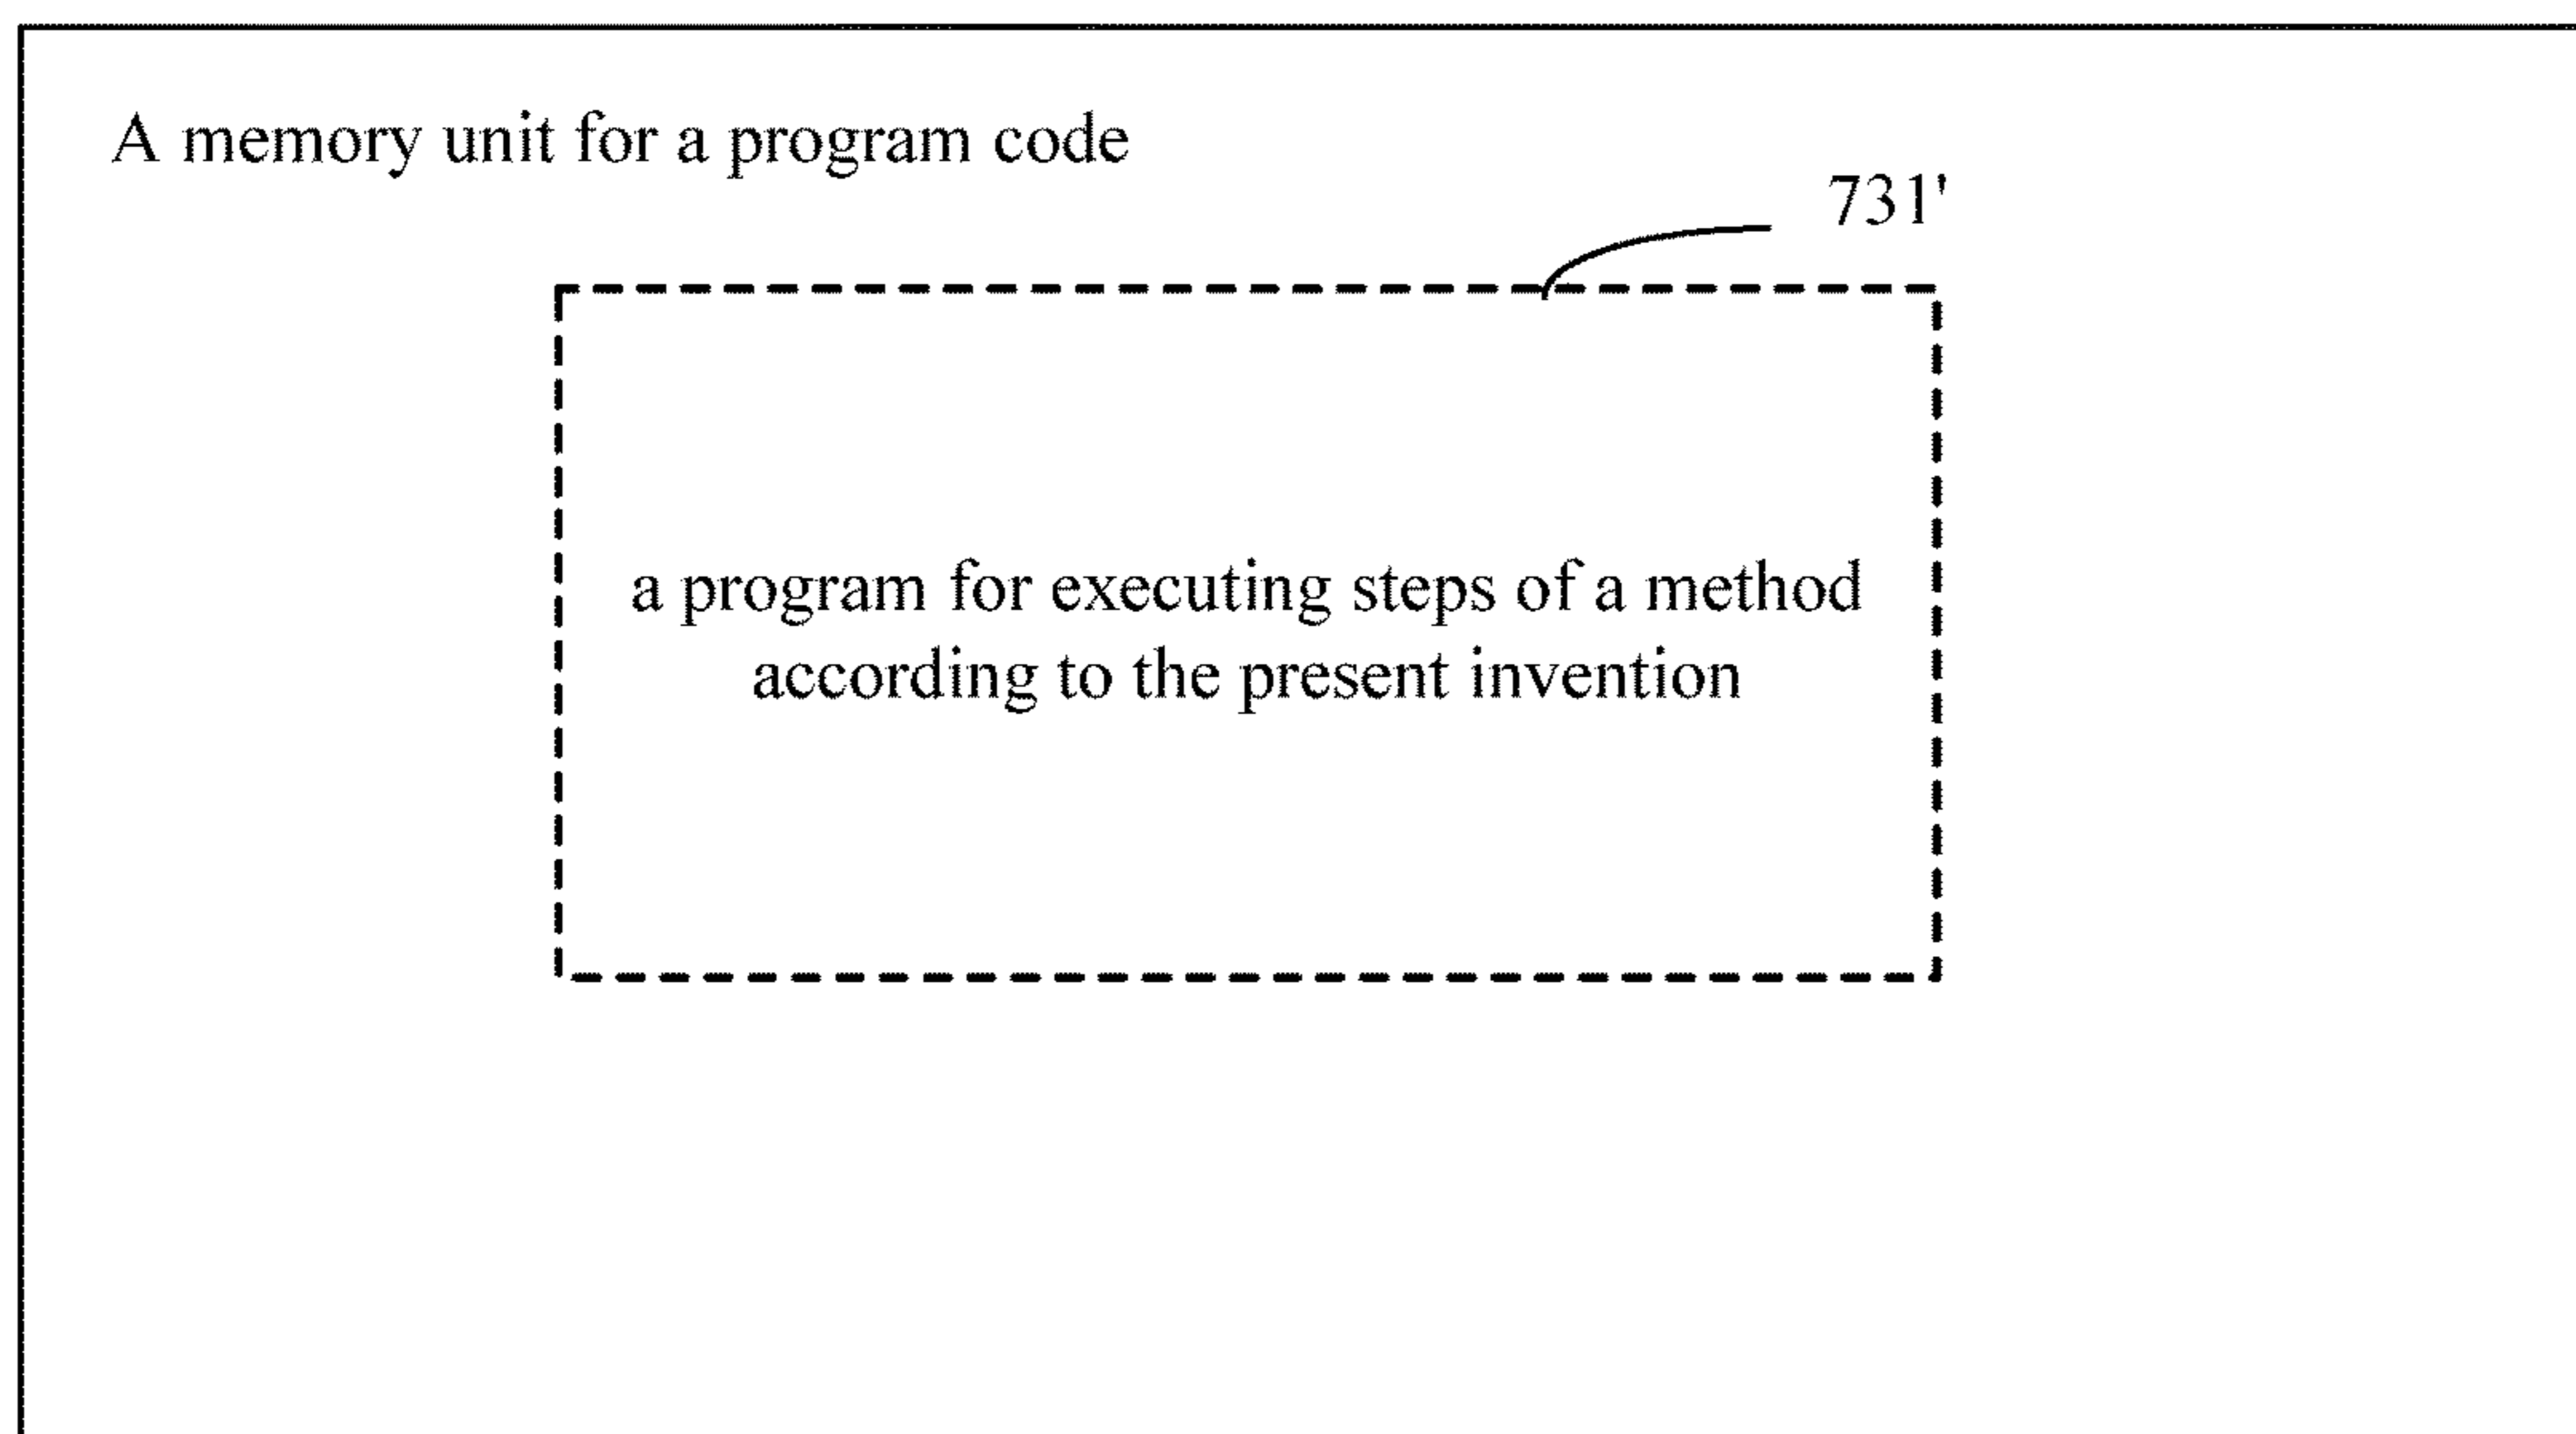 A memory unit for a program code
731'
a program for executing steps of a method
according to the present invention